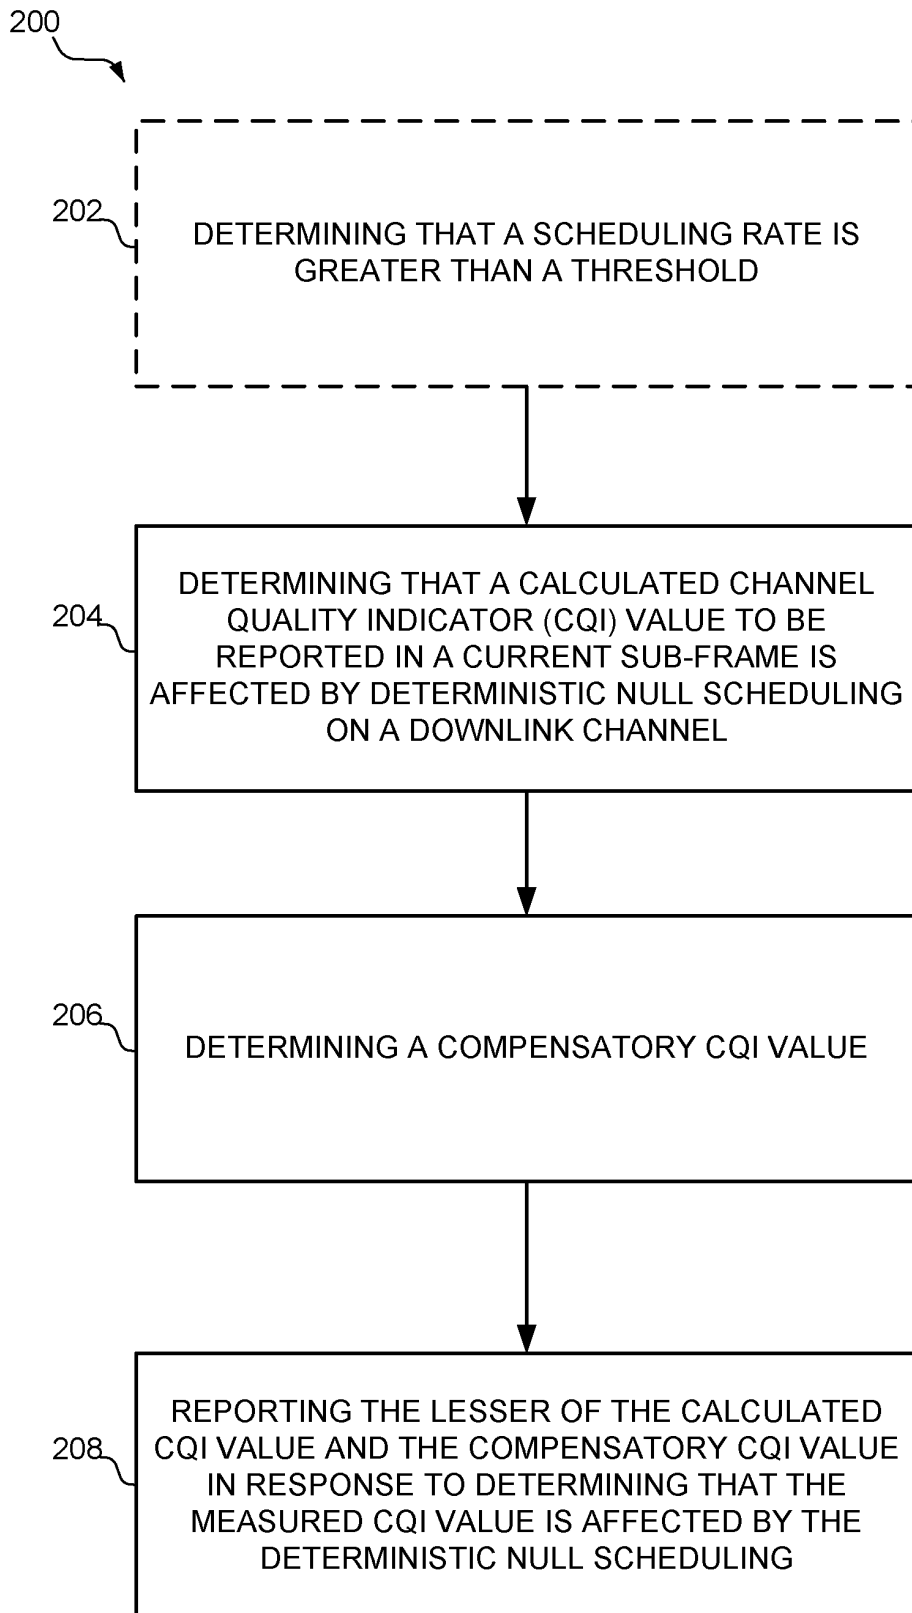 200
202
DETERMINING THAT A SCHEDULING RATE IS
GREATER THAN A THRESHOLD
204
DETERMINING THAT A CALCULATED CHANNEL
QUALITY INDICATOR (CQI) VALUE TO BE
REPORTED IN A CURRENT SUB-FRAME IS
AFFECTED BY DETERMINISTIC NULL SCHEDULING
ON A DOWNLINK CHANNEL
206
DETERMINING A COMPENSATORY CQI VALUE
208
REPORTING THE LESSER OF THE CALCULATED
CQI VALUE AND THE COMPENSATORY CQI VALUE
IN RESPONSE TO DETERMINING THAT THE
MEASURED CQI VALUE IS AFFECTED BY THE
DETERMINISTIC NULL SCHEDULING